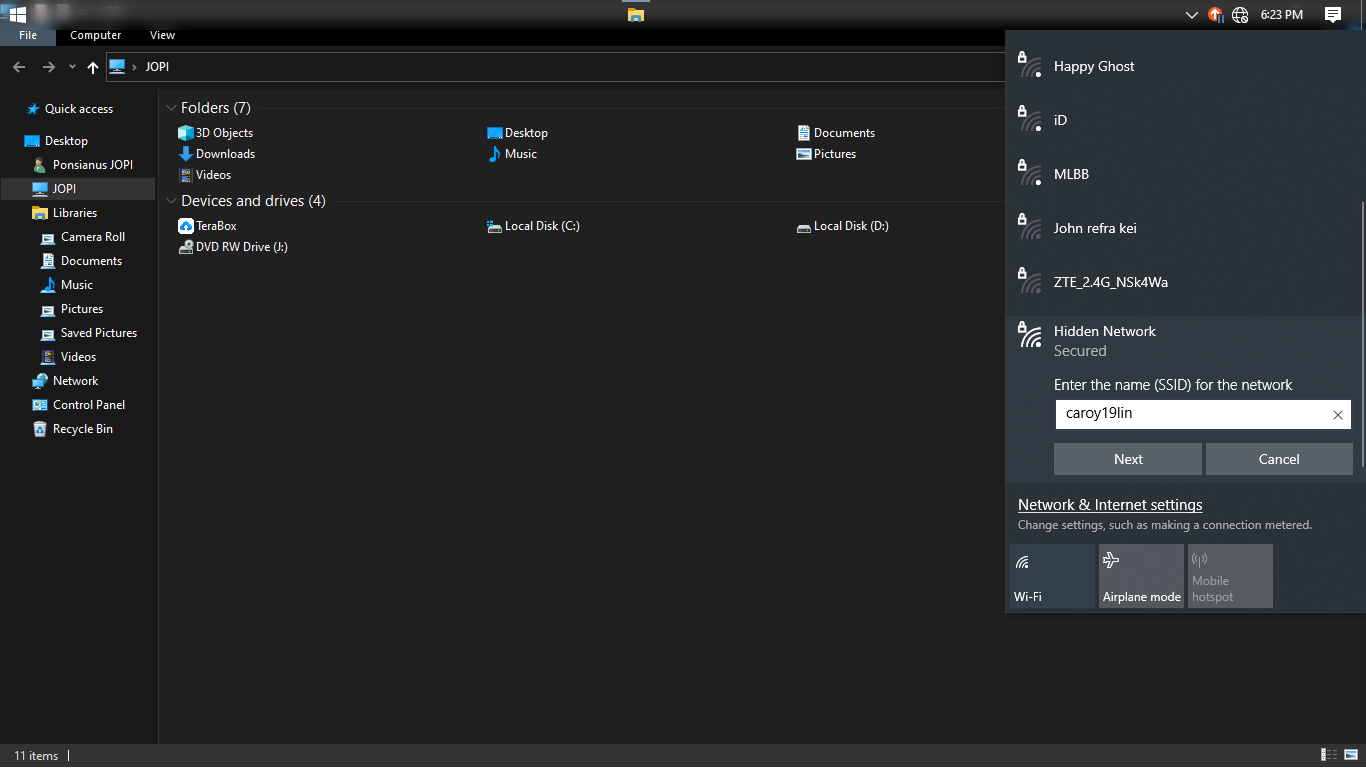 6:23 PM
File Computer View
JOPI
Quick access
Desktop
Ponsianus JOPI
JOPI
Libraries
Camera Roll
Documents
Music
Pictures
Saved Pictures
Videos
Network
Control Panel
Recycle Bin
Folders (7)
3D Objects Desktop Documents
Downloads Music Pictures
Videos
Devices and drives (4)
TeraBox Local Disk (C:) Local Disk (D:)
DVD RW Drive (J:)
Happy Ghost
iD
MLBB
John refra kei
ZTE_2.4G_NSk4Wa
Hidden Network
Secured
Enter the name (SSID) for the network
caroy19lin
Next Cancel
Network & Internet settings
Change settings, such as making a connection metered.
Wi-Fi
Airplane mode
Mobile
hotspot
11 items